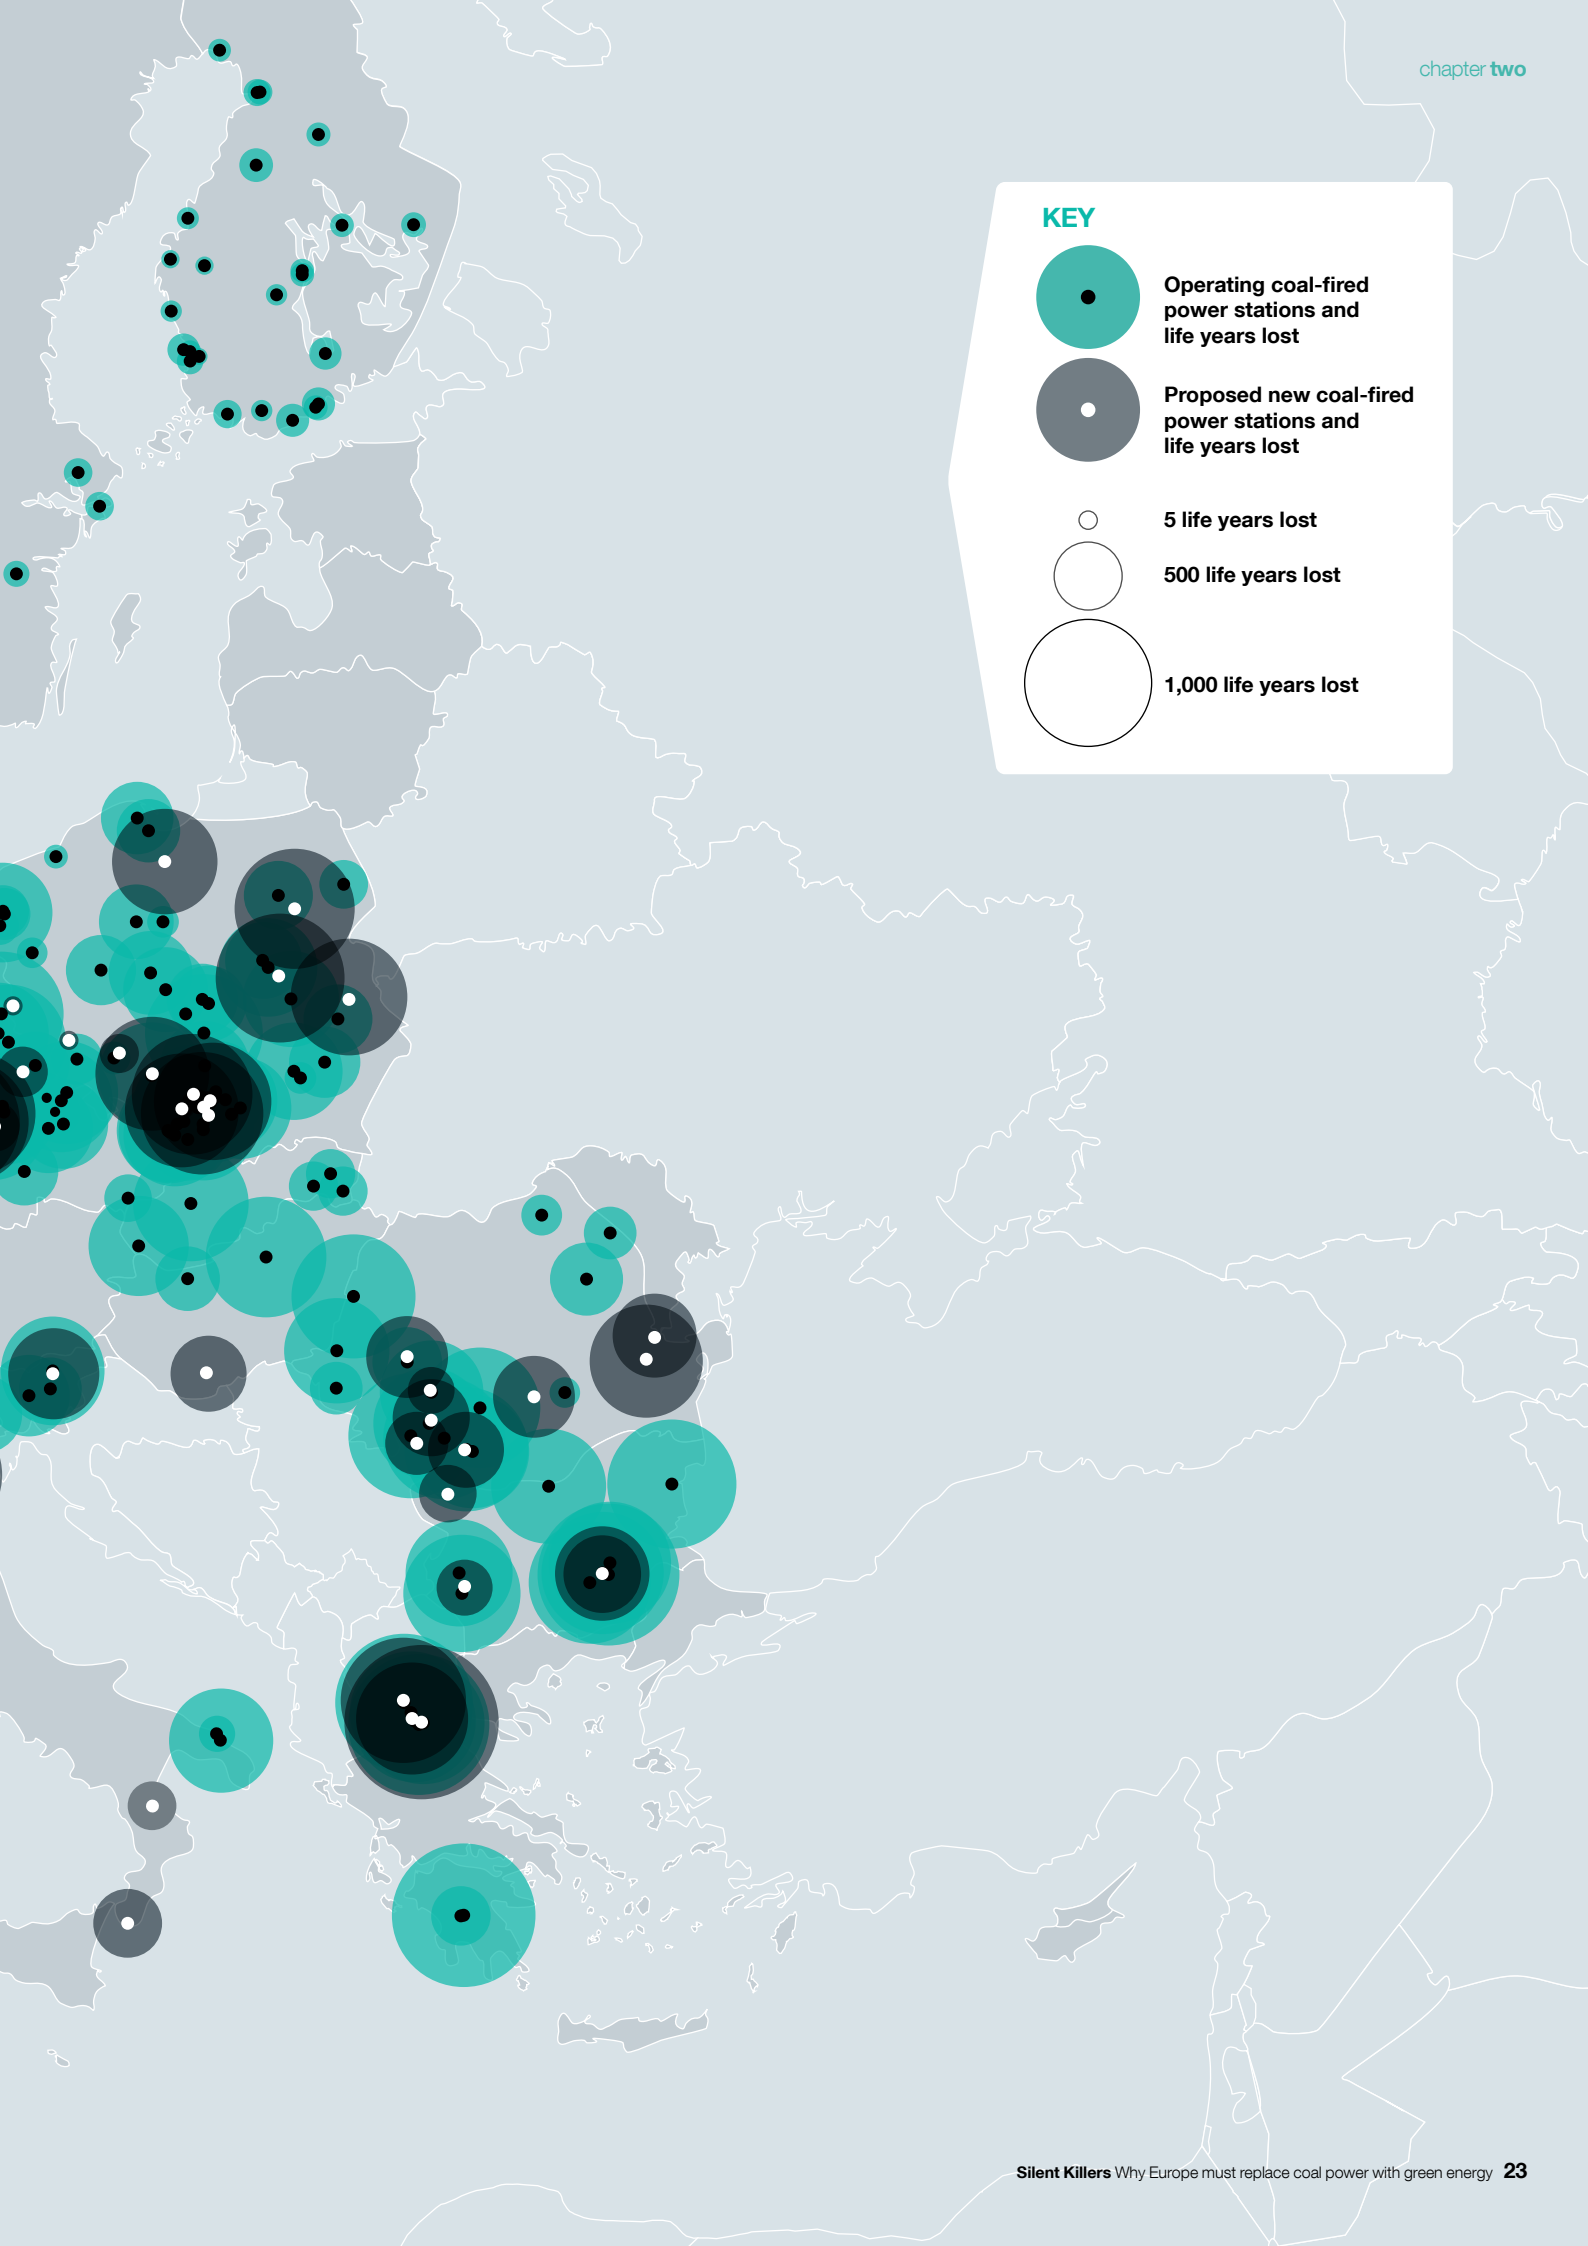 chapter two
KEY
Operating coal-fired
power stations and
life years lost
Proposed new coal-fired
power stations and
life years lost
5 life years lost
500 life years lost
1,000 life years lost
Silent Killers Why Europe must replace coal power with green energy 23